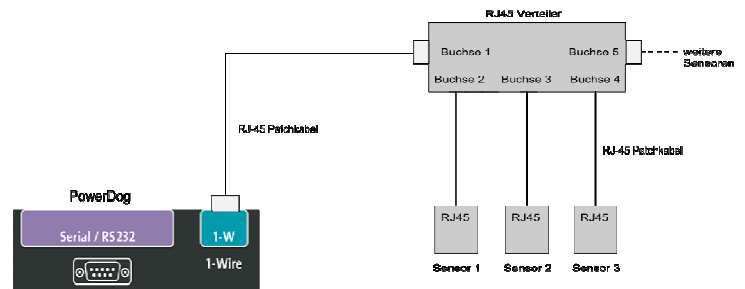 RJ45 Verteiler
Buchse 1
Buchse 5
weitere
Sensoren
Buchse 2
Buchse 3
Buchse 4
RJ-45 Patchkabel
RJ-45 Patchkabel
PowerDog
Serial / RS232
1-W
1-Wire
RJ45
RJ45
RJ45
Sensor 1
Sensor 2
Sensor 3